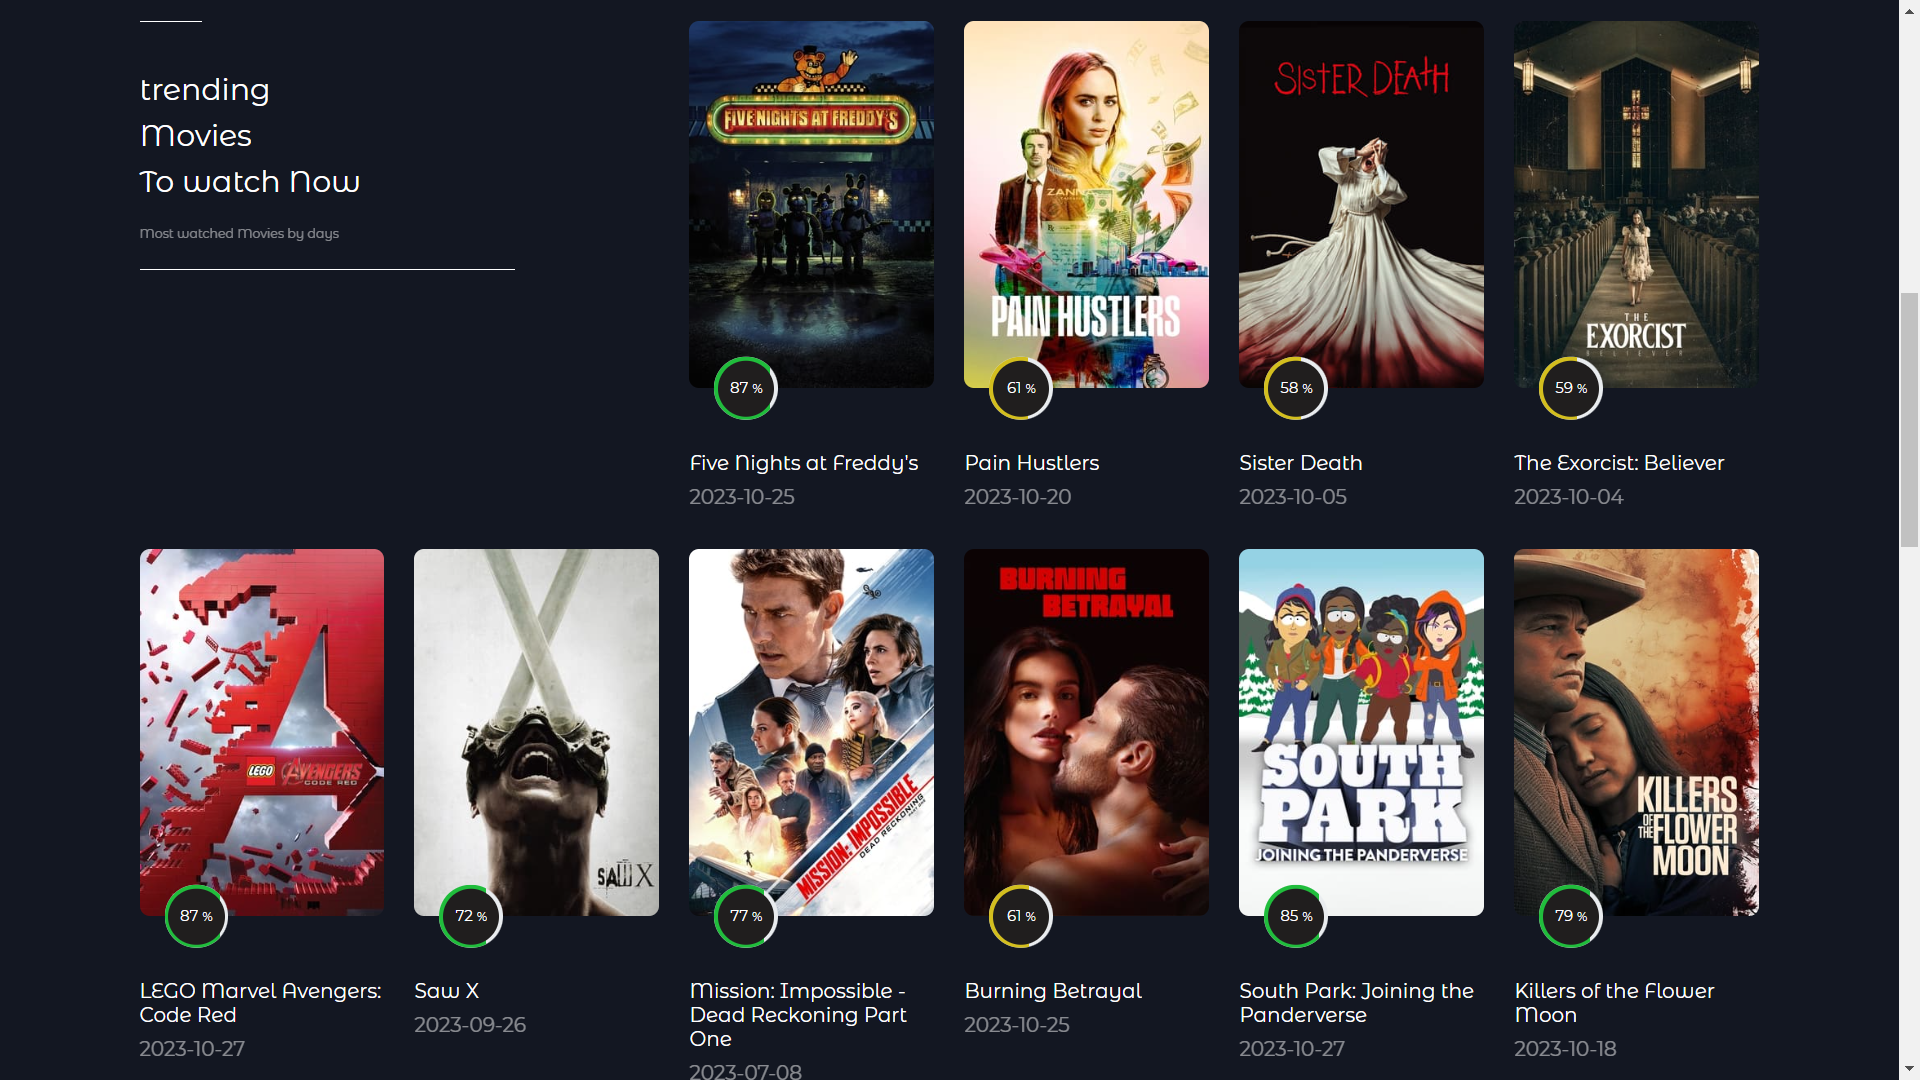 trending
Movies
To watch Now
Most watched Movies by days
FIVE NIGHTS AT FREDDY'S
87 %
Five Nights at Freddy's
2023-10-25
ZANN
PAIN HUSTLERS
61 %
Pain Hustlers
2023-10-20
SISTER DEATH
58 %
Sister Death
2023-10-05
THE
EXORCIST
BELIEVER
59 %
The Exorcist: Believer
2023-10-04
LEGO AVENGERS
CODE RED
87 %
LEGO Marvel Avengers:
Code Red
2023-10-27
SAW X
72 %
Saw X
2023-09-26
MISSION: IMPOSSIBLE
DEAD RECKONING
77 %
Mission: Impossible -
Dead Reckoning Part
One
2023-07-08
BURNING
BETRAYAL
61 %
Burning Betrayal
2023-10-25
SOUTH
PARK
JOINING THE PANDERVERSE
85 %
South Park: Joining the
Panderverse
2023-10-27
KILLERS
OF THE FLOWER
MOON
79 %
Killers of the Flower
Moon
2023-10-18